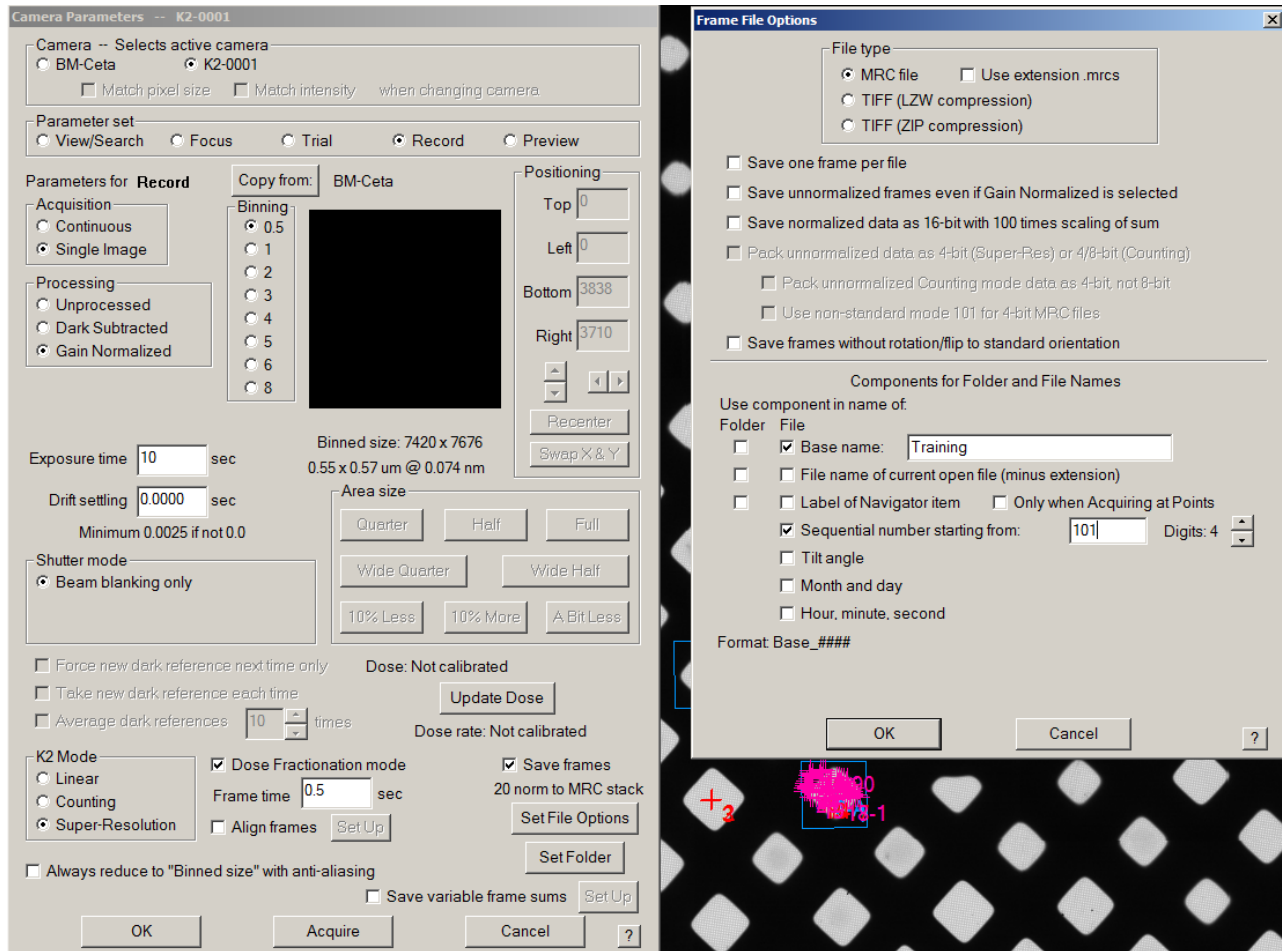 Camera Parameters -- K2-0001
Camera -- Selects active camera
BM-Ceta K2-0001
Match pixel size Match intensity when changing camera
Parameter set
View/Search Focus Trial Record Preview
Parameters for Record Copy from: BM-Ceta
Acquisition
Continuous
Single Image
Processing
Unprocessed
Dark Subtracted
Gain Normalized
Binning
0.5
1
2
3
4
5
6
8
Positioning
Top 0
Left 0
Bottom 3838
Right 3710
Recenter
Swap X & Y
Binned size: 7420 x 7676
0.55 x 0.57 um @ 0.074 nm
Exposure time 10 sec
Drift settling 0.0000 sec
Minimum 0.0025 if not 0.0
Area size
Quarter Half Full
Wide Quarter Wide Half
10% Less 10% More A Bit Less
Shutter mode
Beam blanking only
Force new dark reference next time only
Take new dark reference each time
Average dark references 10 times
Dose: Not calibrated
Update Dose
Dose rate: Not calibrated
K2 Mode
Linear
Counting
Super-Resolution
Dose Fractionation mode
Frame time 0.5 sec
Align frames Set Up
Save frames
20 norm to MRC stack
Set File Options
Set Folder
Always reduce to "Binned size" with anti-aliasing
Save variable frame sums Set Up
OK Acquire Cancel ?
Frame File Options
File type
MRC file Use extension .mrcs
TIFF (LZW compression)
TIFF (ZIP compression)
Save one frame per file
Save unnormalized frames even if Gain Normalized is selected
Save normalized data as 16-bit with 100 times scaling of sum
Pack unnormalized data as 4-bit (Super-Res) or 4/8-bit (Counting)
Pack unnormalized Counting mode data as 4-bit, not 8-bit
Use non-standard mode 101 for 4-bit MRC files
Save frames without rotation/flip to standard orientation
Components for Folder and File Names
Use component in name of:
Folder File
Base name: Training
File name of current open file (minus extension)
Label of Navigator item Only when Acquiring at Points
Sequential number starting from: 101 Digits: 4
Tilt angle
Month and day
Hour, minute, second
Format: Base_####
OK Cancel ?
3